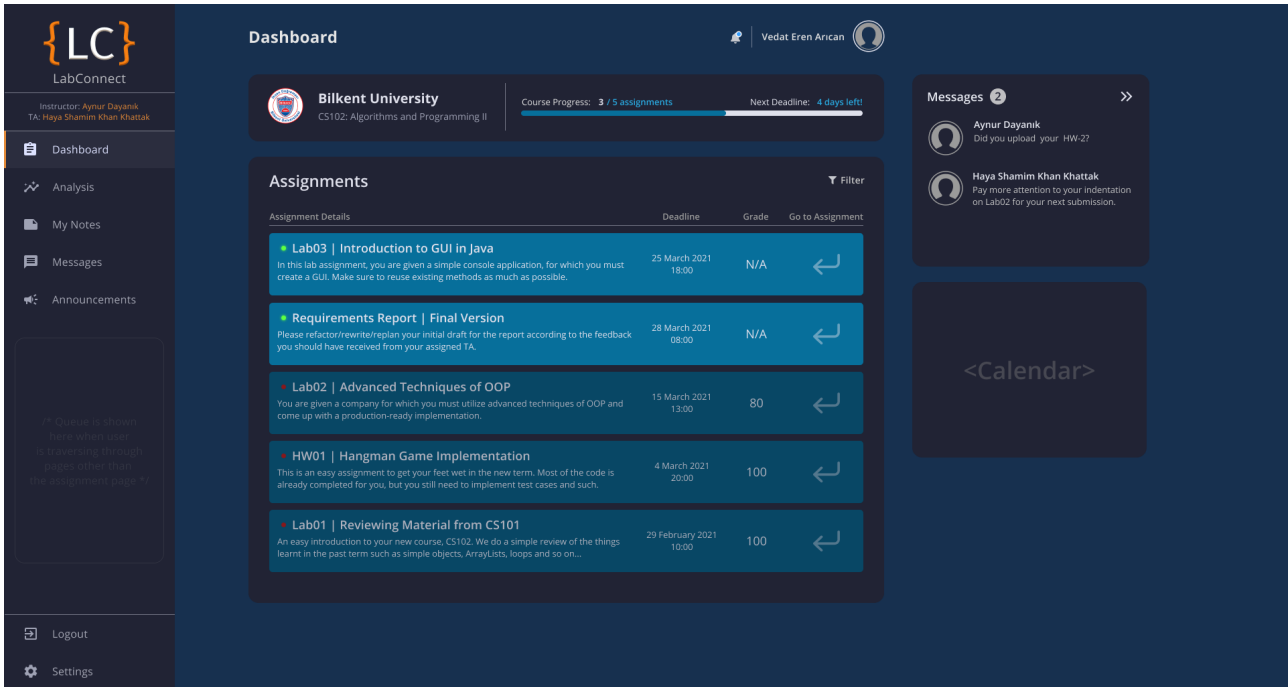 {LC}
LabConnect
Instructor: Aynur Dayanık
TA: Haya Shamim Khan Khattak
Dashboard
Analysis
My Notes
Messages
Announcements
/* Queue is shown
here when user
is traversing through
pages other than
the assignment page */
Logout
Settings
Dashboard
Vedat Eren Arıcan
Bilkent University
CS102: Algorithms and Programming II
Course Progress: 3 / 5 assignments
Next Deadline: 4 days left!
Assignments
Filter
Assignment Details
Deadline
Grade
Go to Assignment
Lab03 | Introduction to GUI in Java
In this lab assignment, you are given a simple console application, for which you must
create a GUI. Make sure to reuse existing methods as much as possible.
25 March 2021
18:00
N/A
Requirements Report | Final Version
Please refactor/rewrite/replan your initial draft for the report according to the feedback
you should have received from your assigned TA.
28 March 2021
08:00
N/A
Lab02 | Advanced Techniques of OOP
You are given a company for which you must utilize advanced techniques of OOP and
come up with a production-ready implementation.
15 March 2021
13:00
80
HW01 | Hangman Game Implementation
This is an easy assignment to get your feet wet in the new term. Most of the code is
already completed for you, but you still need to implement test cases and such.
4 March 2021
20:00
100
Lab01 | Reviewing Material from CS101
An easy introduction to your new course, CS102. We do a simple review of the things
learnt in the past term such as simple objects, ArrayLists, loops and so on...
29 February 2021
10:00
100
Messages 2
Aynur Dayanık
Did you upload your HW-2?
Haya Shamim Khan Khattak
Pay more attention to your indentation
on Lab02 for your next submission.
<Calendar>